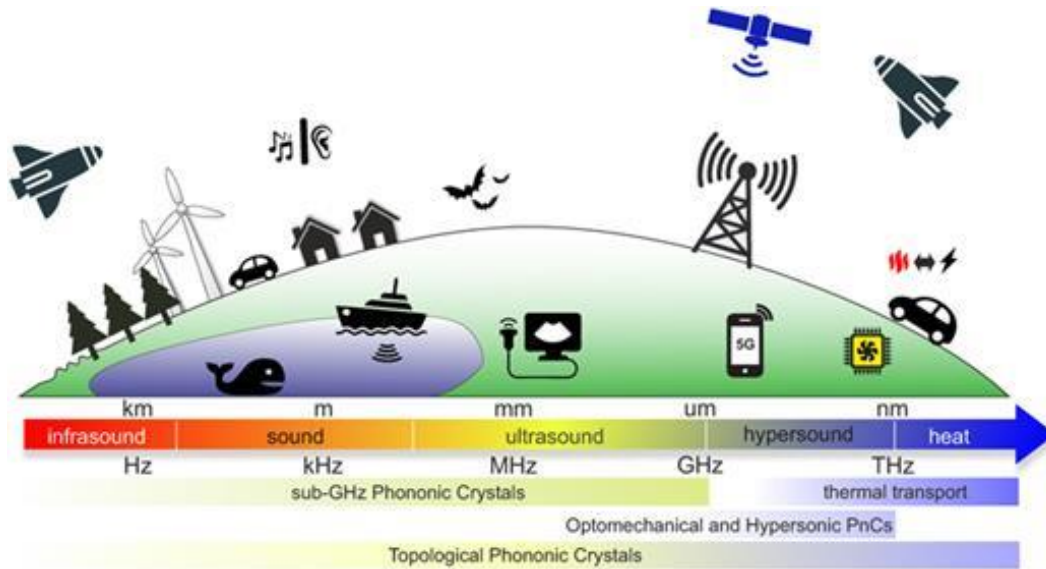 5G
km m mm um nm
infrasound sound ultrasound hypersound heat
Hz kHz MHz GHz THz
sub-GHz Phononic Crystals thermal transport
Optomechanical and Hypersonic PnCs
Topological Phononic Crystals